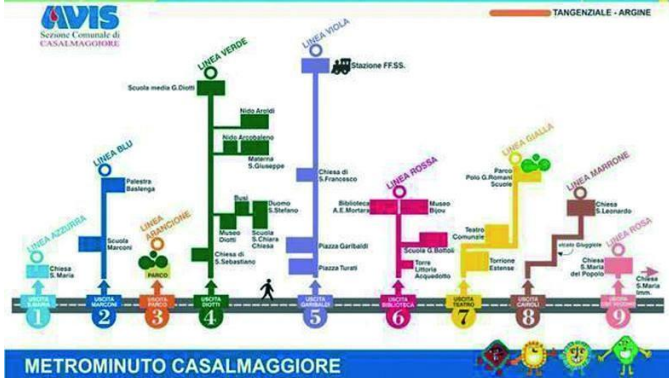 AVIS
Sezione Comunale di
CASALMAGGIORE
TANGENZIALE - ARGINE
LINEA AZZURRA
Chiesa
S. Maria
USCITA
S.MARIA
1
LINEA BLU
Palestra
Baslenga
Scuola
Marconi
USCITA
MARCONI
2
LINEA
ARANCIONE
PARCO
USCITA
PARCO
3
LINEA VERDE
Scuola media G.Diotti
Nido Aroldi
Nido Arcobaleno
Materna
S.Giuseppe
Busi
Duomo
S.Stefano
Museo
Diotti
Scuola
S.Chiara
Chiesa
Chiesa di
S.Sebastiano
USCITA
DIOTTI
4
LINEA VIOLA
Stazione FF.SS.
Chiesa di
S.Francesco
Piazza Garibaldi
Piazza Turati
USCITA
GARIBALDI
5
LINEA ROSSA
Biblioteca
A.E.Mortara
Museo
Bijou
Scuola G.Bottoli
Torre
Littoria
Acquedotto
USCITA
BIBLIOTECA
6
LINEA GIALLA
Parco
Polo G.Romani
Scuole
Teatro
Comunale
Torrione
Estense
USCITA
TEATRO
7
LINEA MARRONE
Chiesa
S.Leonardo
vicolo Gioggiole
USCITA
CAIROLI
8
LINEA ROSA
Chiesa
S.Maria
del Popolo
Chiesa
S.Maria
Imm.
USCITA
9
METROMINUTO CASALMAGGIORE